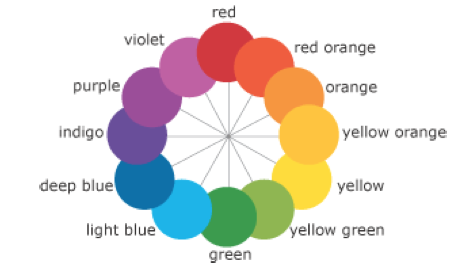 red
violet
red orange
purple
orange
indigo
yellow orange
deep blue
yellow
light blue
yellow green
green